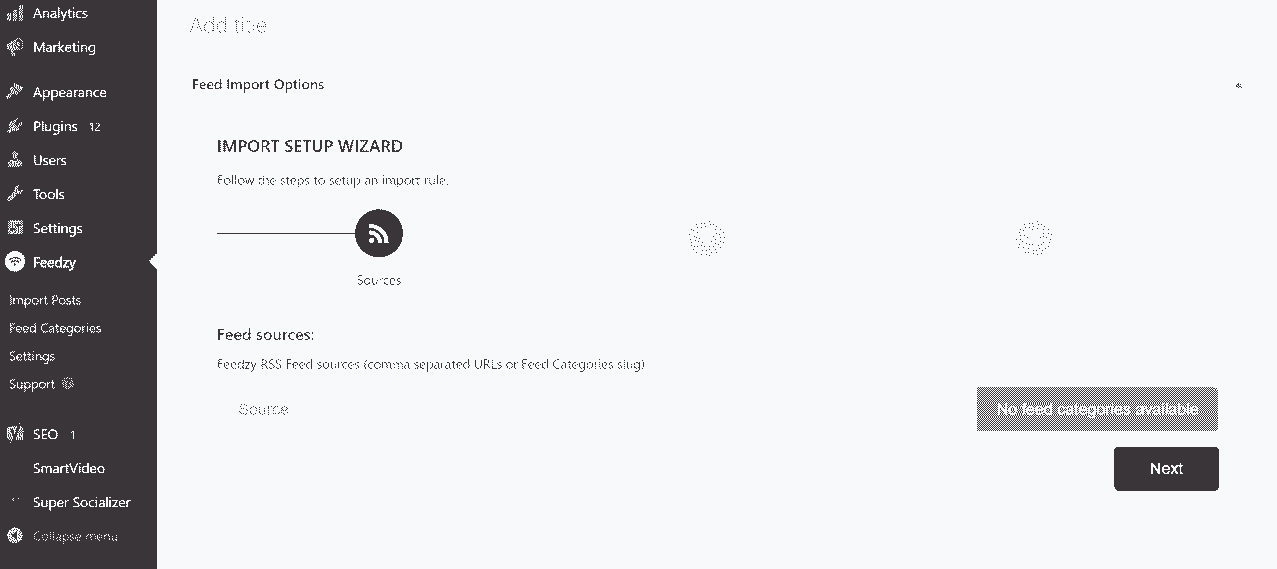 Analytics
Marketing
Appearance
Plugins 12
Users
Tools
Settings
Feedzy
Import Posts
Feed Categories
Settings
Support
SEO 1
SmartVideo
Super Socializer
Collapse menu
Add title
Feed Import Options
IMPORT SETUP WIZARD
Follow the steps to setup an import rule.
Sources
Feed sources:
Feedzy RSS Feed sources (comma separated URLs or Feed Categories slug)
Source
No feed categories available
Next